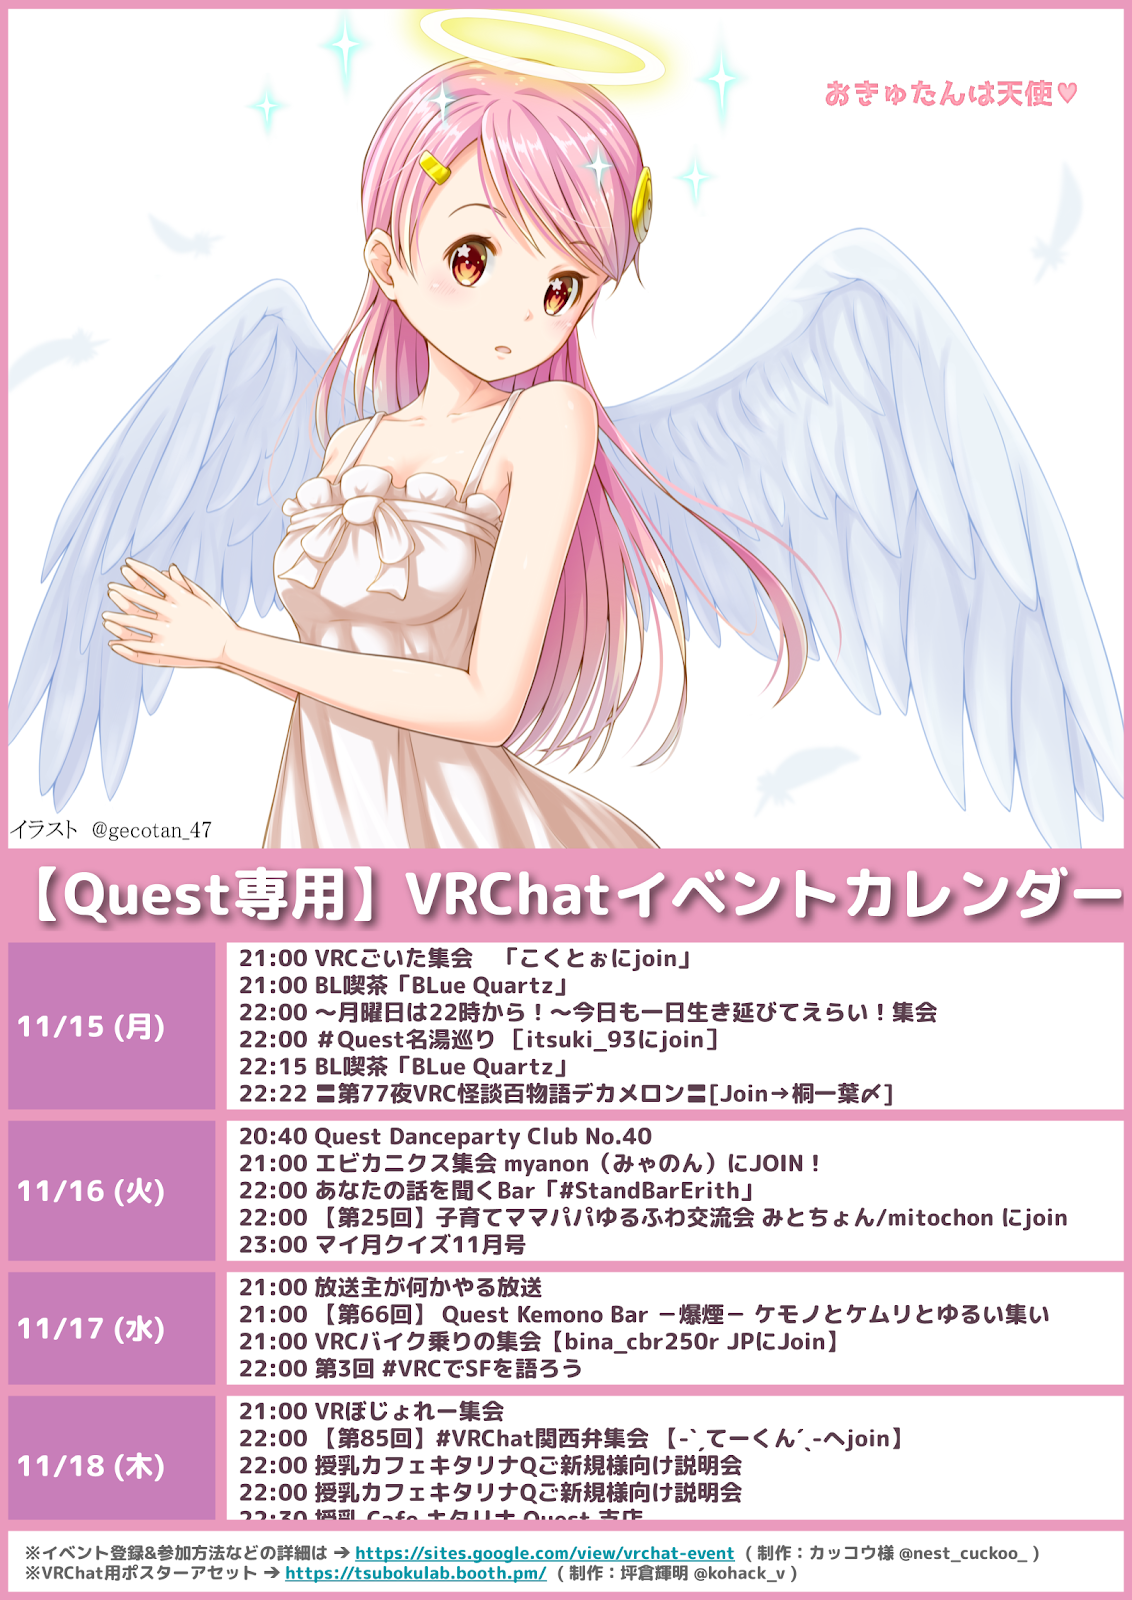 おきゅたんは天使♥
イラスト @gecotan_47
【Quest専用】VRChatイベントカレンダー
11/15 (月)
21:00 VRCごいた集会 「こくとぉにjoin」
21:00 BL喫茶「BLue Quartz」
22:00 ～月曜日は22時から！～今日も一日生き延びてえらい！集会
22:00 ＃Quest名湯巡り ［itsuki_93にjoin］
22:15 BL喫茶「BLue Quartz」
22:22 〓第77夜VRC怪談百物語デカメロン〓[Join→桐一葉〆]
11/16 (火)
20:40 Quest Danceparty Club No.40
21:00 エビカニクス集会 myanon（みゃのん）にJOIN！
22:00 あなたの話を聞くBar「#StandBarErith」
22:00 【第25回】子育てママパパゆるふわ交流会 みとちょん/mitochon にjoin
23:00 マイ月クイズ11月号
11/17 (水)
21:00 放送主が何かやる放送
21:00 【第66回】 Quest Kemono Bar －爆煙－ ケモノとケムリとゆるい集い
21:00 VRCバイク乗りの集会【bina_cbr250r JPにJoin】
22:00 第3回 #VRCでSFを語ろう
11/18 (木)
21:00 VRぼじょれー集会
22:00 【第85回】#VRChat関西弁集会 【-ˋˏてーくんˊˎ-へjoin】
22:00 授乳カフェキタリナQご新規様向け説明会
22:00 授乳カフェキタリナQご新規様向け説明会
22:30 授乳 Cafe キタリナ Quest 支店
※イベント登録&参加方法などの詳細は → https://sites.google.com/view/vrchat-event ( 制作：カッコウ様 @nest_cuckoo_ )
※VRChat用ポスターアセット → https://tsubokulab.booth.pm/ ( 制作：坪倉輝明 @kohack_v )